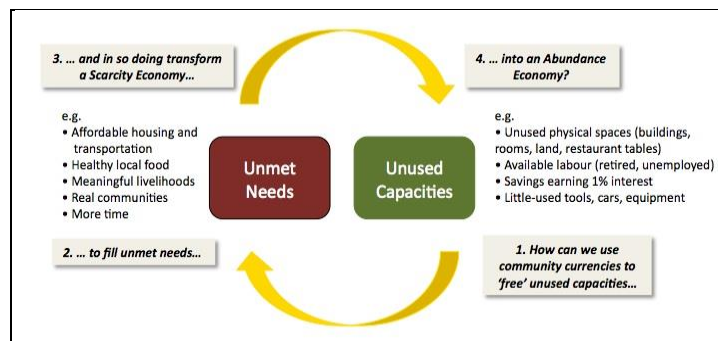 3. … and in so doing transform
a Scarcity Economy…
4. … into an Abundance
Economy?
e.g.
• Affordable housing and
transportation
• Healthy local food
• Meaningful livelihoods
• Real communities
• More time
Unmet
Needs
Unused
Capacities
e.g.
• Unused physical spaces (buildings,
rooms, land, restaurant tables)
• Available labour (retired, unemployed)
• Savings earning 1% interest
• Little-used tools, cars, equipment
2. … to fill unmet needs…
1. How can we use
community currencies to
‘free’ unused capacities…